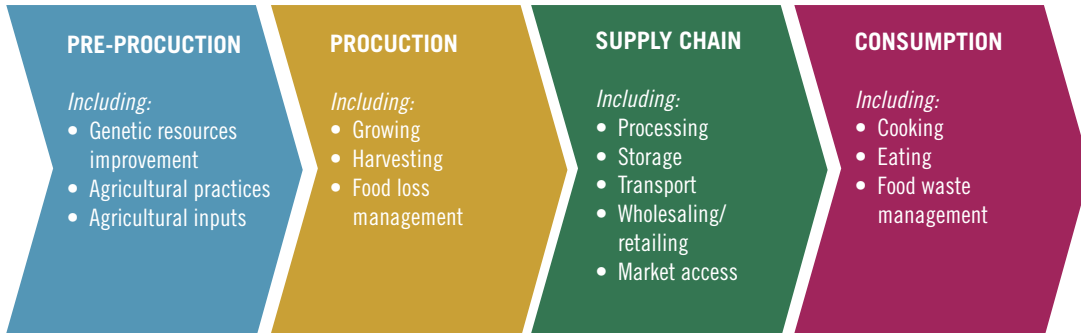 PRE-PROCUCTION
Including:
• Genetic resources
improvement
• Agricultural practices
• Agricultural inputs
PROCUCTION
Including:
• Growing
• Harvesting
• Food loss
management
SUPPLY CHAIN
Including:
• Processing
• Storage
• Transport
• Wholesaling/
retailing
• Market access
CONSUMPTION
Including:
• Cooking
• Eating
• Food waste
management